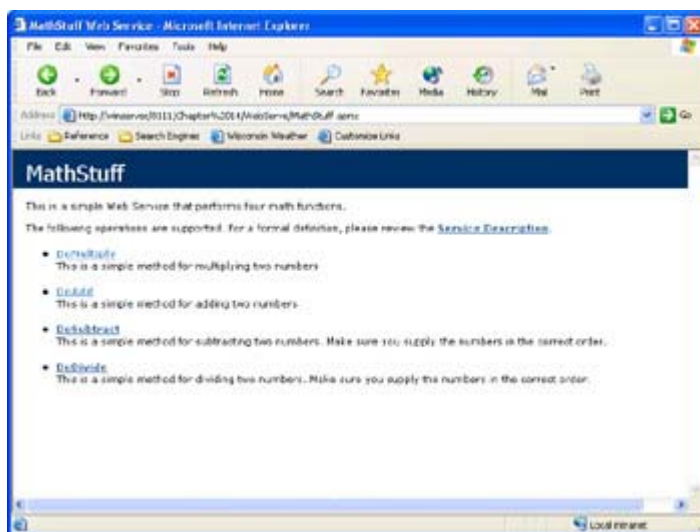 MathStuff Web Service - Microsoft Internet Explorer
File Edit View Favorites Tools Help
Back Forward Stop Refresh Home Search Favorites Media History Mail Print
Address Go
Links Reference Search Engines Wisconsin Weather Customize Links
MathStuff
This is a simple Web Service that performs four math functions.
The following operations are supported. For a formal definition, please review the Service Description.
• DoMultiply
This is a simple method for multiplying two numbers
• DoAdd
This is a simple method for adding two numbers
• DoSubtract
This is a simple method for subtracting two numbers. Make sure you supply the numbers in the correct order.
• DoDivide
This is a simple method for dividing two numbers. Make sure you supply the numbers in the correct order.
Local intranet